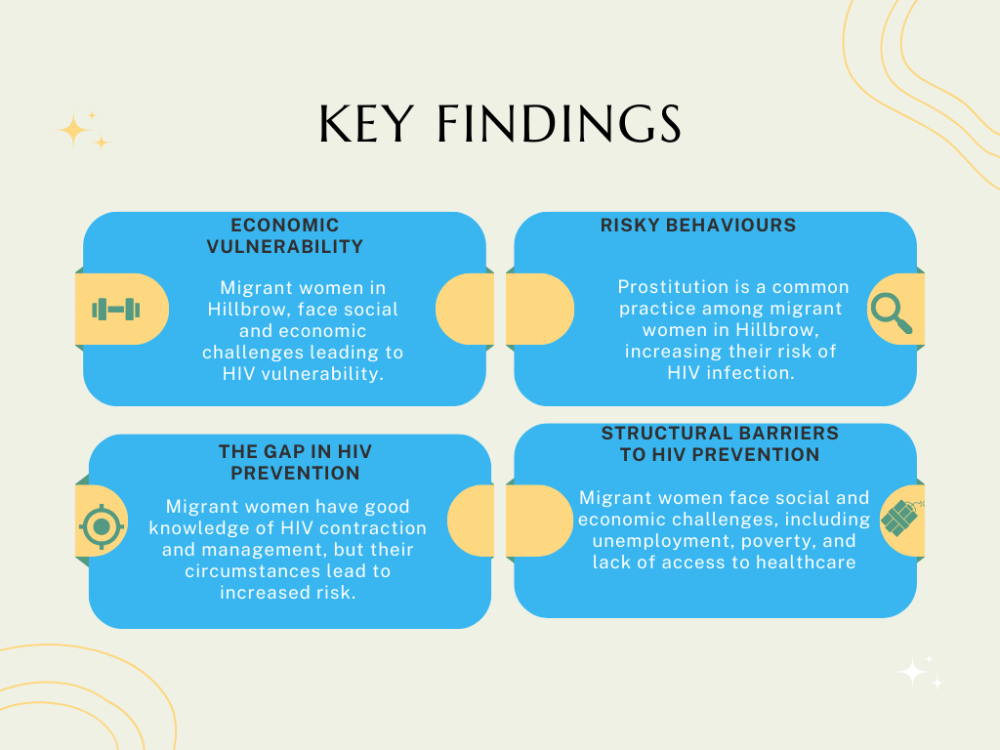 KEY FINDINGS
ECONOMIC
VULNERABILITY
Migrant women in
Hillbrow, face social
and economic
challenges leading to
HIV vulnerability.
RISKY BEHAVIOURS
Prostitution is a common
practice among migrant
women in Hillbrow,
increasing their risk of
HIV infection.
THE GAP IN HIV
PREVENTION
Migrant women have good
knowledge of HIV contraction
and management, but their
circumstances lead to
increased risk.
STRUCTURAL BARRIERS
TO HIV PREVENTION
Migrant women face social and
economic challenges, including
unemployment, poverty, and
lack of access to healthcare